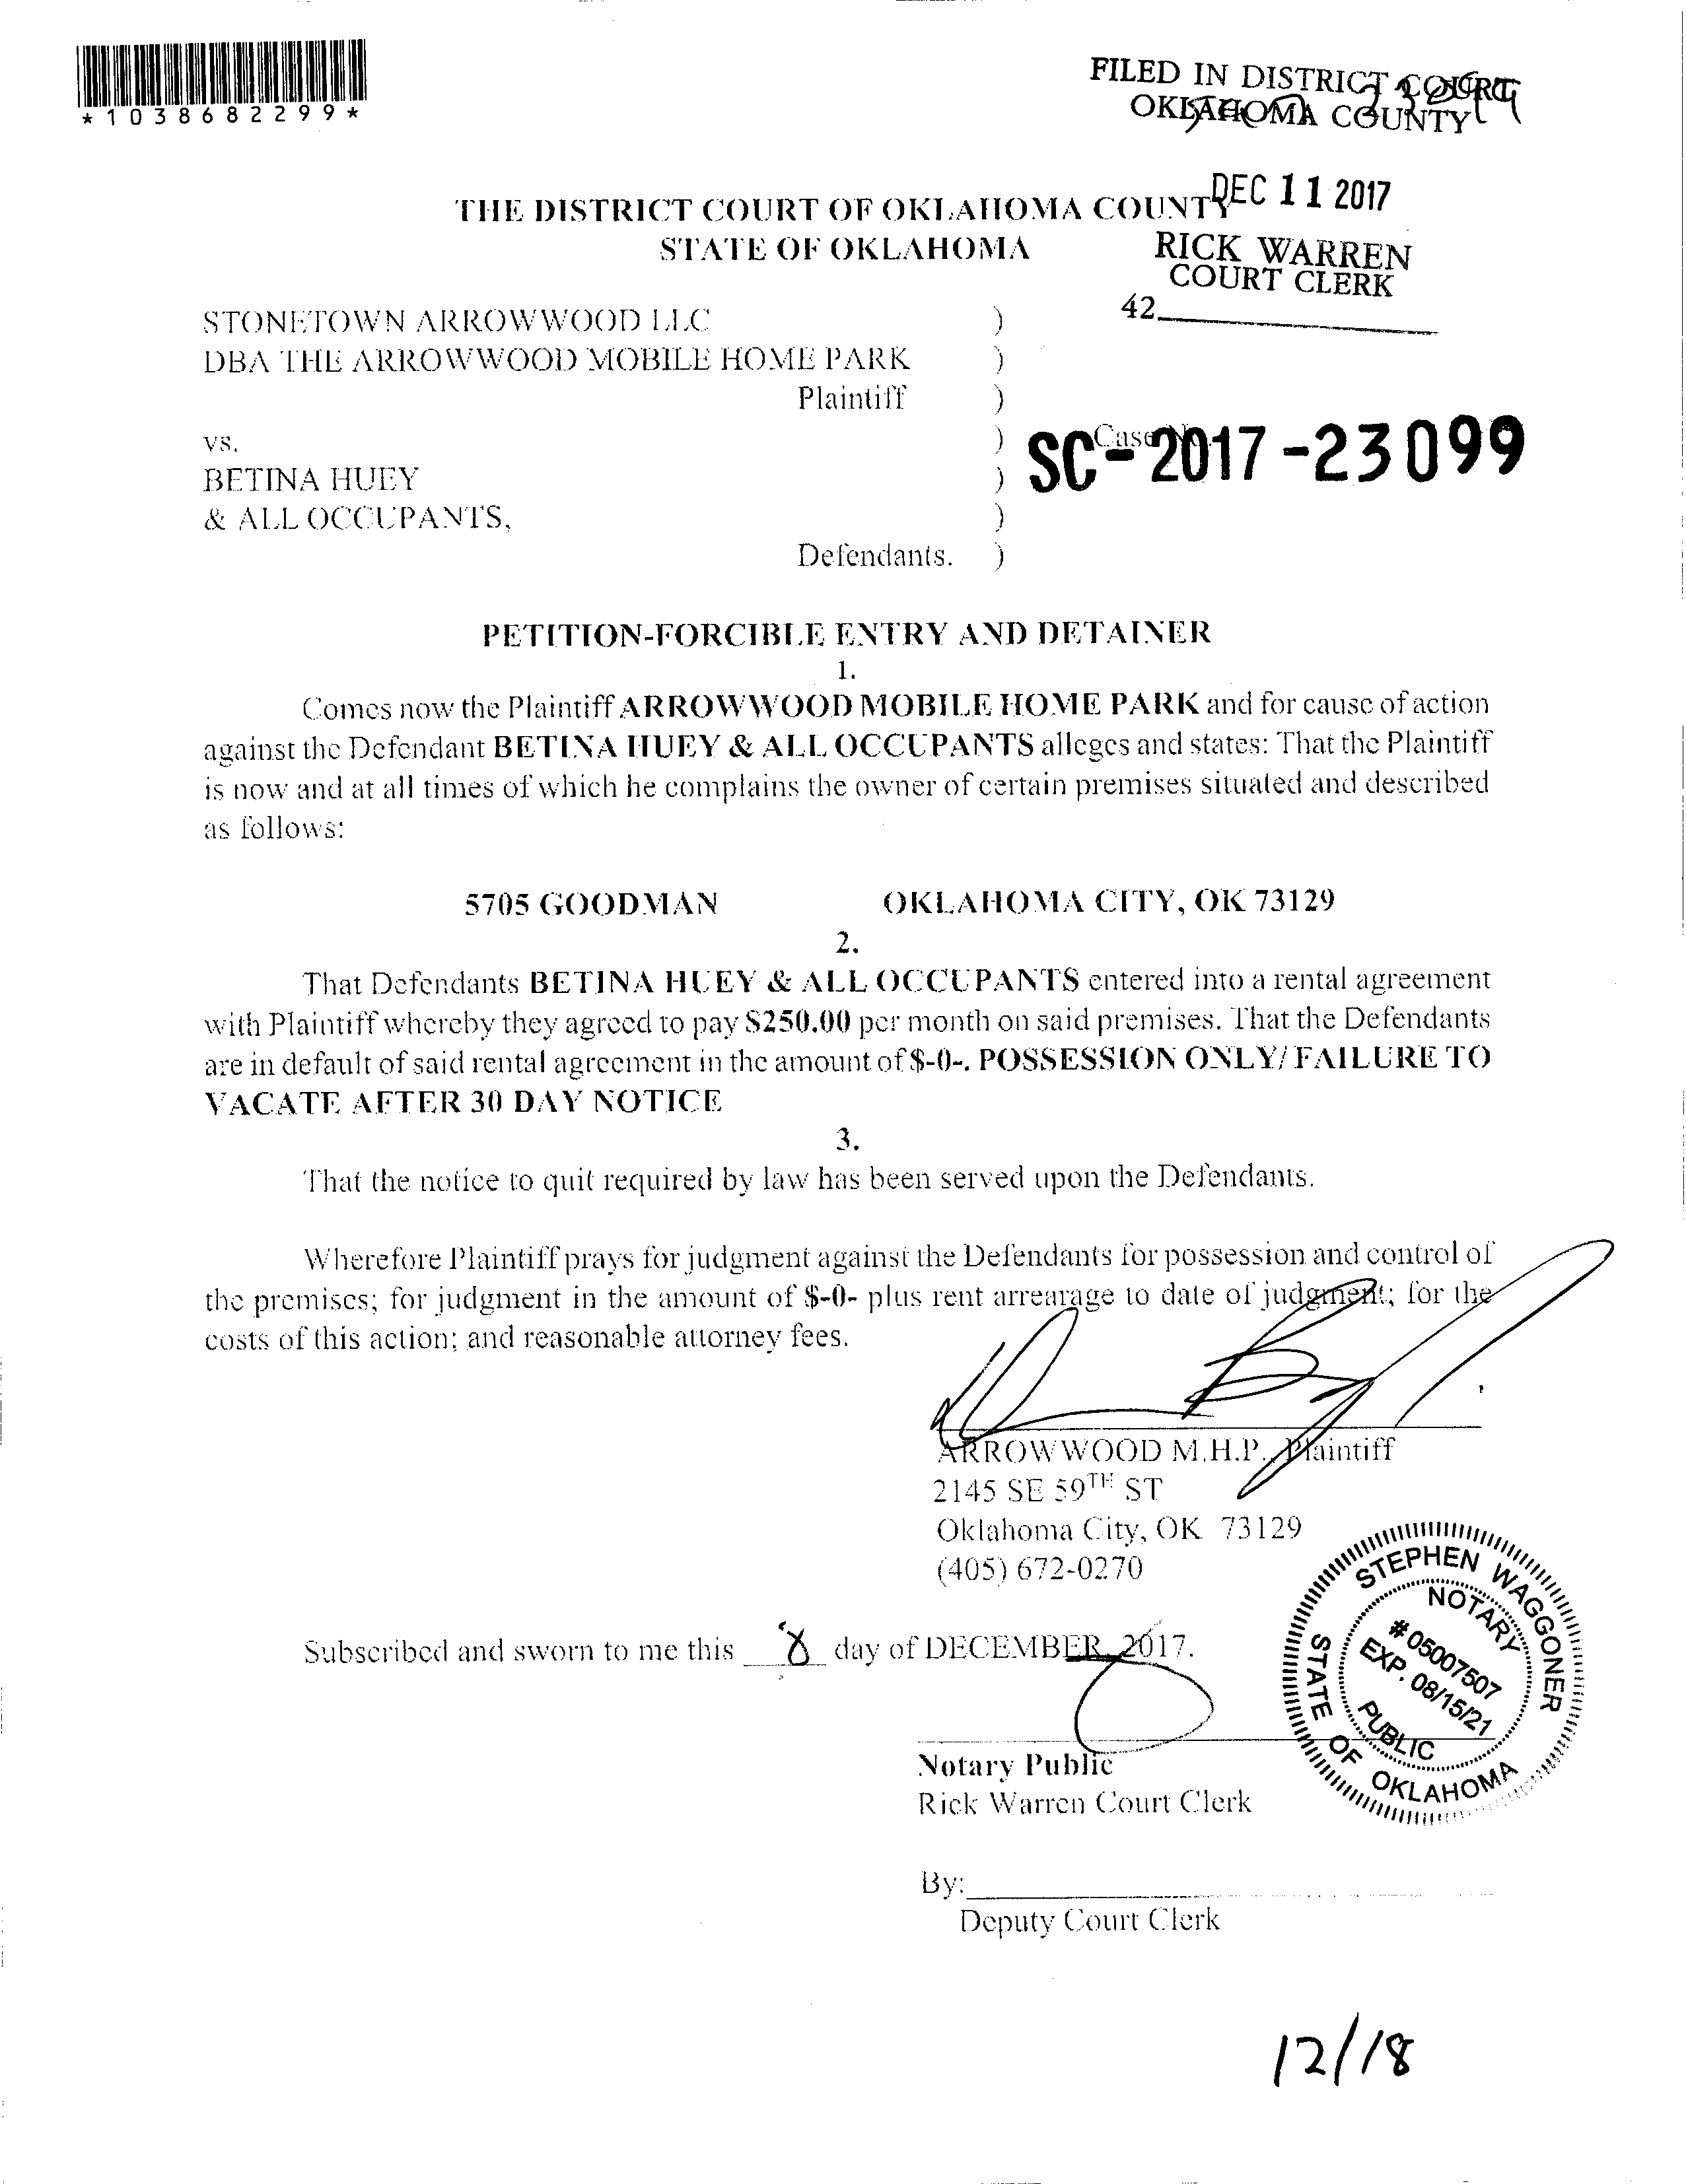 *1038682299*
FILED IN DISTRICT COURT
OKLAHOMA COUNTY
DEC 11 2017
THE DISTRICT COURT OF OKLAHOMA COUNTY
STATE OF OKLAHOMA
RICK WARREN
COURT CLERK
42
STONETOWN ARROWWOOD LLC )
DBA THE ARROWWOOD MOBILE HOME PARK )
Plaintiff )
vs. ) Case No.
SC-2017-23099
BETINA HUEY )
& ALL OCCUPANTS, )
Defendants. )
PETITION-FORCIBLE ENTRY AND DETAINER
1.
Comes now the Plaintiff ARROWWOOD MOBILE HOME PARK and for cause of action
against the Defendant BETINA HUEY & ALL OCCUPANTS alleges and states: That the Plaintiff
is now and at all times of which he complains the owner of certain premises situated and described
as follows:
5705 GOODMAN OKLAHOMA CITY, OK 73129
2.
That Defendants BETINA HUEY & ALL OCCUPANTS entered into a rental agreement
with Plaintiff whereby they agreed to pay $250.00 per month on said premises. That the Defendants
are in default of said rental agreement in the amount of $-0-. POSSESSION ONLY/ FAILURE TO
VACATE AFTER 30 DAY NOTICE
3.
That the notice to quit required by law has been served upon the Defendants.
Wherefore Plaintiff prays for judgment against the Defendants for possession and control of
the premises; for judgment in the amount of $-0- plus rent arrearage to date of judgment; for the
costs of this action; and reasonable attorney fees.
ARROWWOOD M.H.P., Plaintiff
2145 SE 59TH ST
Oklahoma City, OK 73129
(405) 672-0270
Subscribed and sworn to me this 8 day of DECEMBER, 2017.
STEPHEN WAGGONER
NOTARY
# 05007507
EXP. 08/15/21
PUBLIC
STATE OF OKLAHOMA
Notary Public
Rick Warren Court Clerk
By:
Deputy Court Clerk
12/18